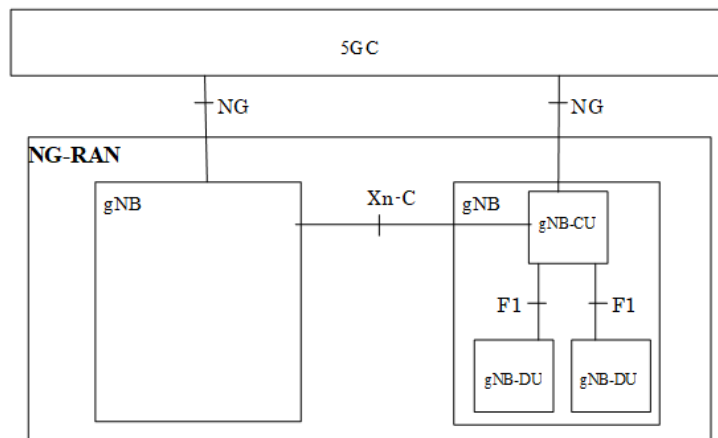 5GC
NG
NG
NG-RAN
gNB
Xn-C
gNB
gNB-CU
F1
F1
gNB-DU
gNB-DU